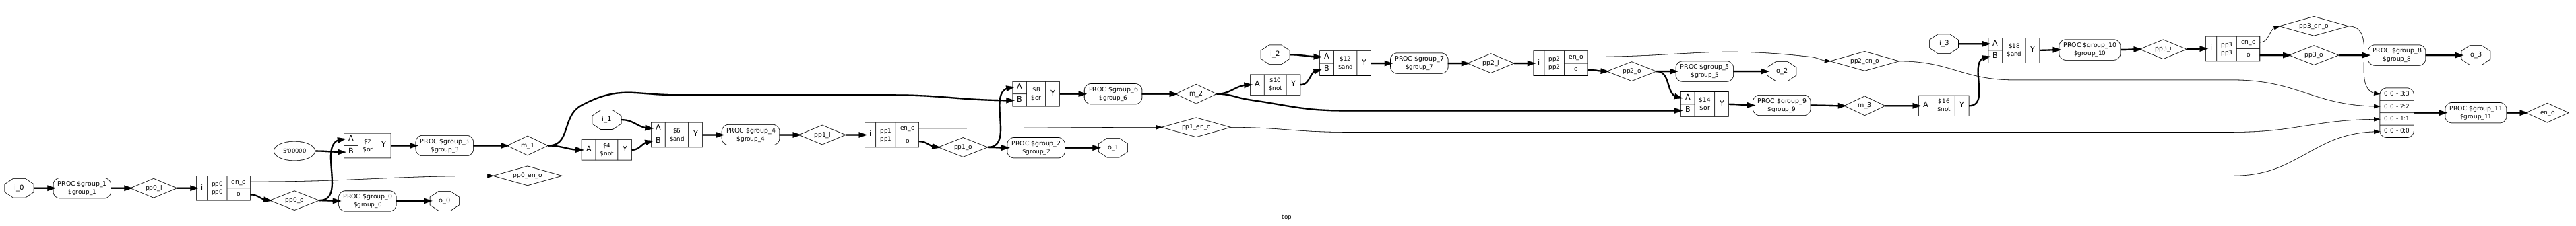 i_0
PROC $group_1
$group_1
pp0_i
i
pp0
pp0
en_o
o
pp0_o
pp0_en_o
PROC $group_0
$group_0
o_0
5'00000
A
B
$2
$or
Y
PROC $group_3
$group_3
m_1
A
$4
$not
Y
i_1
A
B
$6
$and
Y
PROC $group_4
$group_4
pp1_i
i
pp1
pp1
en_o
o
pp1_o
pp1_en_o
PROC $group_2
$group_2
o_1
A
B
$8
$or
Y
PROC $group_6
$group_6
m_2
A
$10
$not
Y
i_2
A
B
$12
$and
Y
PROC $group_7
$group_7
pp2_i
i
pp2
pp2
en_o
o
pp2_o
pp2_en_o
PROC $group_5
$group_5
o_2
A
B
$14
$or
Y
PROC $group_9
$group_9
m_3
A
$16
$not
Y
i_3
A
B
$18
$and
Y
PROC $group_10
$group_10
pp3_i
i
pp3
pp3
en_o
o
pp3_en_o
pp3_o
PROC $group_8
$group_8
o_3
0:0 - 3:3
0:0 - 2:2
0:0 - 1:1
0:0 - 0:0
PROC $group_11
$group_11
en_o
top